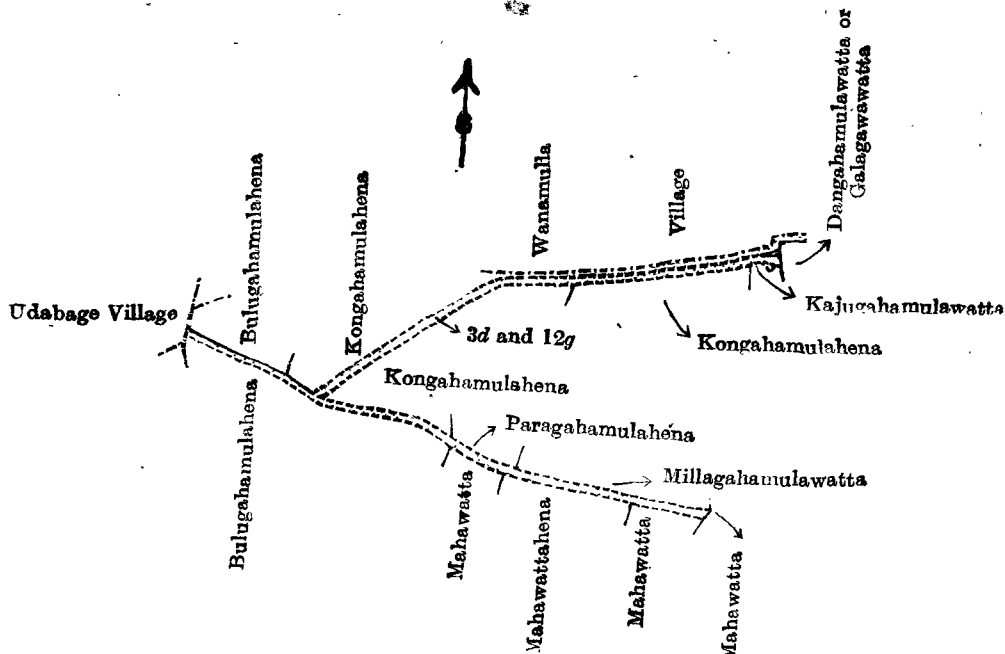 Dangahamulawatta or
Galagawawatta
Wanamulla
Village
Bulugahamulahena
Kongahamulahena
Udabage Village
Kajugahamulawatta
3d and 12g
Kongahamulahena
Kongahamulahena
Bulugahamulahena
Paragahamulahena
Millagahamulawatta
Mahawatta
Mahawattahena
Mahawatta
Mahawatta